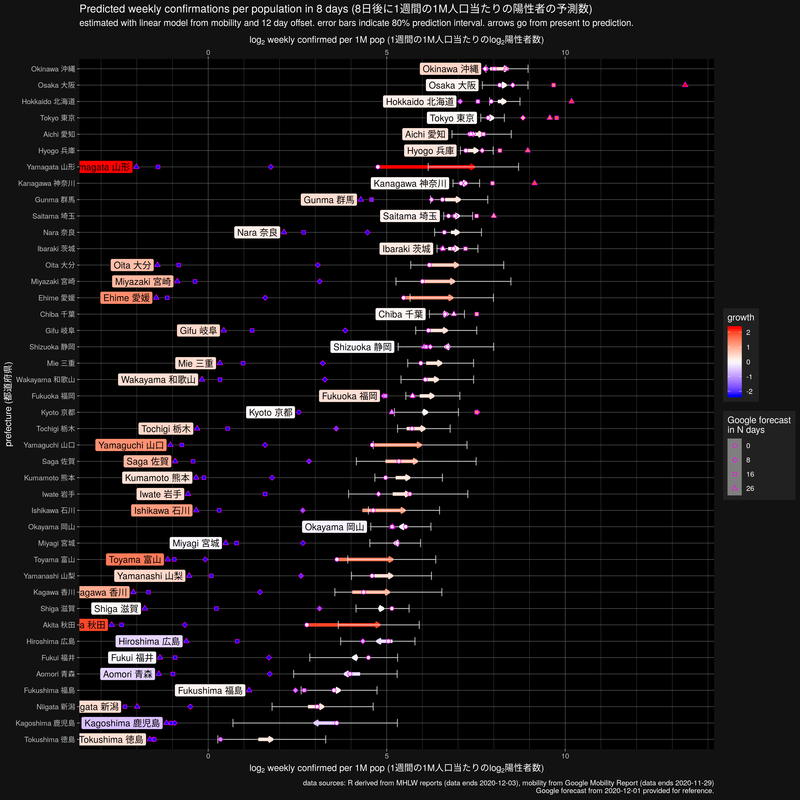 Predicted weekly confirmations per population in 8 days (8日後に1週間の1M人口当たりの陽性者の予測数)
estimated with linear model from mobility and 12 day offset. error bars indicate 80% prediction interval. arrows go from present to prediction.
log2 weekly confirmed per 1M pop (1週間の1M人口当たりのlog2陽性者数)
0 5 10
Okinawa 沖縄 Okinawa 沖縄
Osaka 大阪 Osaka 大阪
Hokkaido 北海道 Hokkaido 北海道
Tokyo 東京 Tokyo 東京
Aichi 愛知 Aichi 愛知
Hyogo 兵庫 Hyogo 兵庫
Yamagata 山形 magata 山形
Kanagawa 神奈川 Kanagawa 神奈川
Gunma 群馬 Gunma 群馬
Saitama 埼玉 Saitama 埼玉
Nara 奈良 Nara 奈良
Ibaraki 茨城 Ibaraki 茨城
Oita 大分 Oita 大分
Miyazaki 宮崎 Miyazaki 宮崎
Ehime 愛媛 Ehime 愛媛
Chiba 千葉 Chiba 千葉
Gifu 岐阜 Gifu 岐阜
Shizuoka 静岡 Shizuoka 静岡
Mie 三重 Mie 三重
Wakayama 和歌山 Wakayama 和歌山
Fukuoka 福岡 Fukuoka 福岡
Kyoto 京都 Kyoto 京都
Tochigi 栃木 Tochigi 栃木
Yamaguchi 山口 Yamaguchi 山口
Saga 佐賀 Saga 佐賀
Kumamoto 熊本 Kumamoto 熊本
Iwate 岩手 Iwate 岩手
Ishikawa 石川 Ishikawa 石川
Okayama 岡山 Okayama 岡山
Miyagi 宮城 Miyagi 宮城
Toyama 富山 Toyama 富山
Yamanashi 山梨 Yamanashi 山梨
Kagawa 香川 agawa 香川
Shiga 滋賀 Shiga 滋賀
Akita 秋田 a 秋田
Hiroshima 広島 Hiroshima 広島
Fukui 福井 Fukui 福井
Aomori 青森 Aomori 青森
Fukushima 福島 Fukushima 福島
Niigata 新潟 gata 新潟
Kagoshima 鹿児島 Kagoshima 鹿児島
Tokushima 徳島 Tokushima 徳島
prefecture (都道府県)
0 5 10
log2 weekly confirmed per 1M pop (1週間の1M人口当たりのlog2陽性者数)
growth
2
1
0
-1
-2
Google forecast
in N days
0
8
16
26
data sources: R derived from MHLW reports (data ends 2020-12-03), mobility from Google Mobility Report (data ends 2020-11-29)
Google forecast from 2020-12-01 provided for reference.